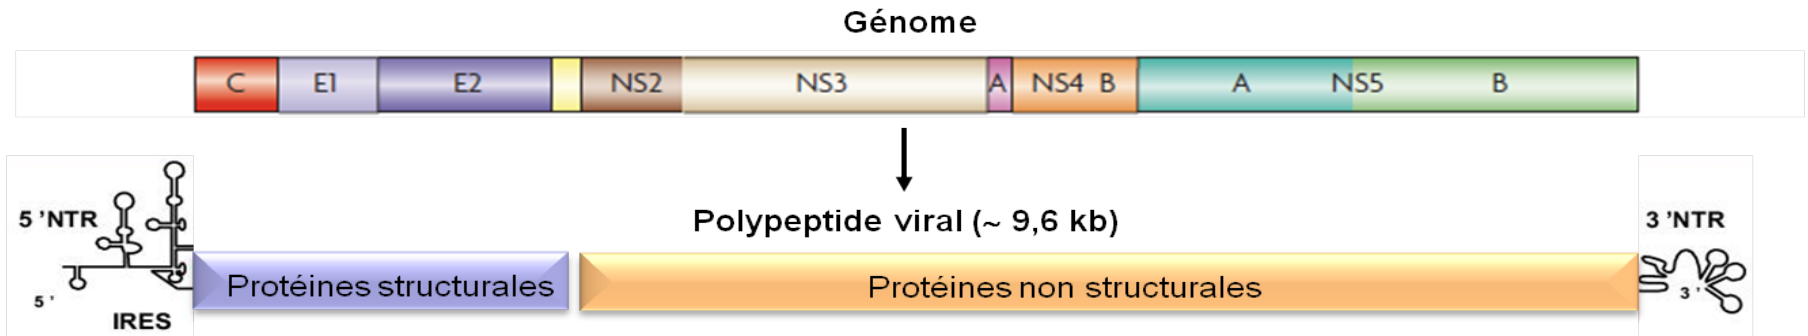 Génome
C E1 E2 NS2 NS3 A NS4 B A NS5 B
5 ’NTR
Polypeptide viral (~ 9,6 kb)
3 ’NTR
Protéines structurales
Protéines non structurales
5 ’
3 ’
IRES